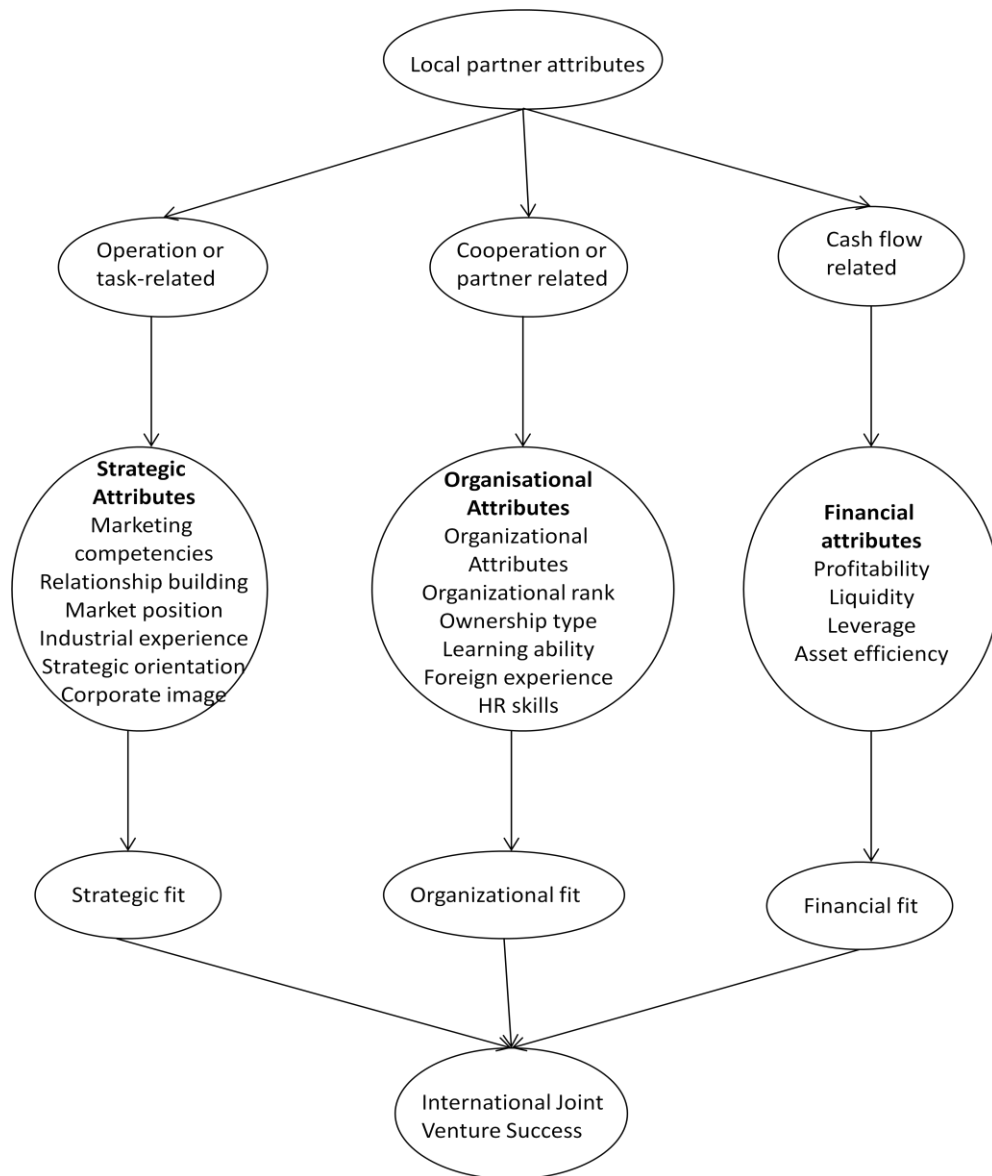 Local partner attributes
Operation or
task-related
Cooperation or
partner related
Cash flow
related
Strategic
Attributes
Marketing
competencies
Relationship building
Market position
Industrial experience
Strategic orientation
Corporate image
Organisational
Attributes
Organizational
Attributes
Organizational rank
Ownership type
Learning ability
Foreign experience
HR skills
Financial
attributes
Profitability
Liquidity
Leverage
Asset efficiency
Strategic fit
Organizational fit
Financial fit
International Joint
Venture Success